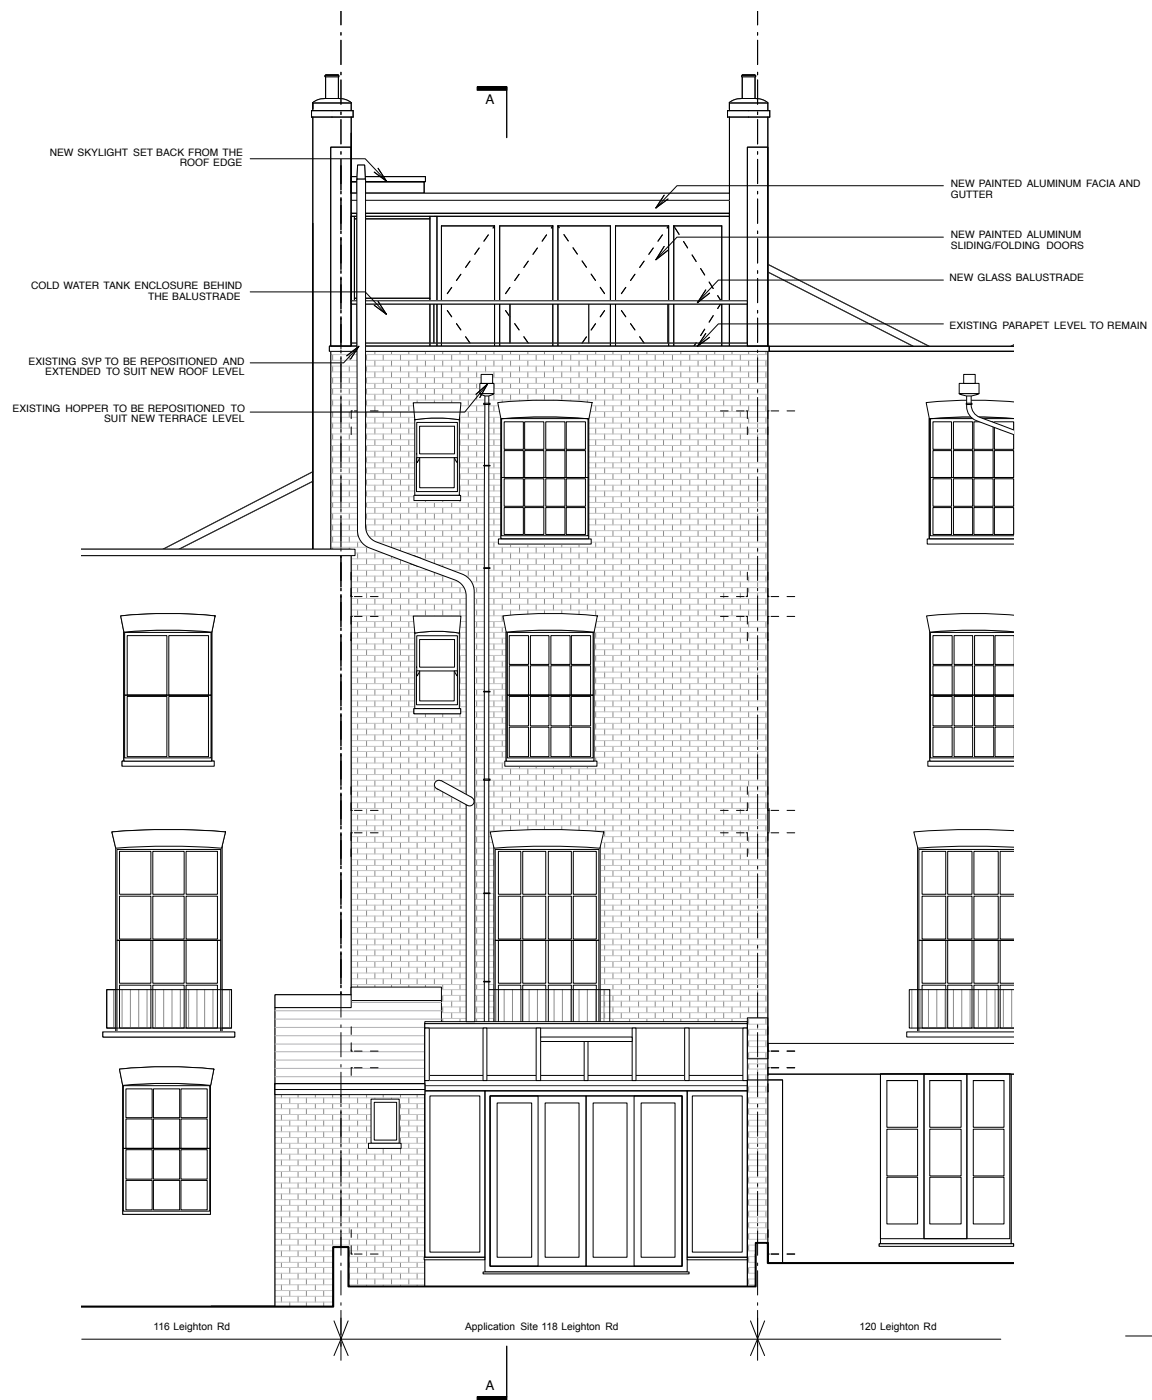 A
NEW SKYLIGHT SET BACK FROM THE
ROOF EDGE
NEW PAINTED ALUMINUM FACIA AND
GUTTER
NEW PAINTED ALUMINUM
SLIDING/FOLDING DOORS
NEW GLASS BALUSTRADE
COLD WATER TANK ENCLOSURE BEHIND
THE BALUSTRADE
EXISTING PARAPET LEVEL TO REMAIN
EXISTING SVP TO BE REPOSITIONED AND
EXTENDED TO SUIT NEW ROOF LEVEL
EXISTING HOPPER TO BE REPOSITIONED TO
SUIT NEW TERRACE LEVEL
116 Leighton Rd
Application Site 118 Leighton Rd
120 Leighton Rd
A